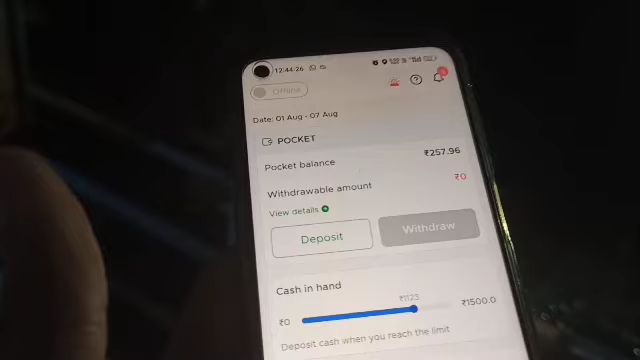 12:44:26
Offline
Date: 01 Aug - 07 Aug
POCKET
Pocket balance ₹257.96
Withdrawable amount ₹0
View details
Deposit Withdraw
Cash in hand
₹1123
₹0 ₹1500.0
Deposit cash when you reach the limit